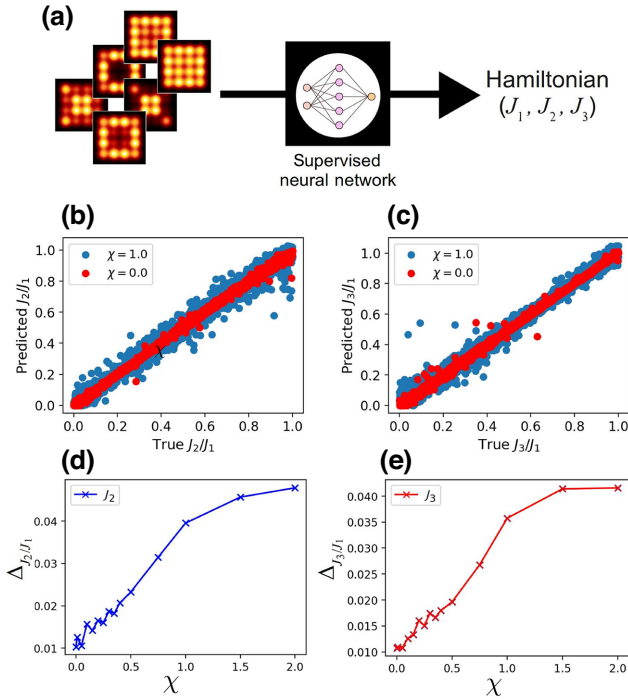 (a)
Hamiltonian
(J₁, J₂, J₃)
Supervised
neural network
(b)
χ = 1.0
χ = 0.0
Predicted J₂/J₁
1.0
0.8
0.6
0.4
0.2
0.0
χ
0.0 0.2 0.4 0.6 0.8 1.0
True J₂/J₁
(c)
χ = 1.0
χ = 0.0
Predicted J₃/J₁
1.0
0.8
0.6
0.4
0.2
0.0
0.0 0.2 0.4 0.6 0.8 1.0
True J₃/J₁
(d)
J₂
Δ_{J₂/J₁}
0.04
0.03
0.02
0.01
0.0 0.5 1.0 1.5 2.0
χ
(e)
J₃
Δ_{J₃/J₁}
0.040
0.035
0.030
0.025
0.020
0.015
0.010
0.0 0.5 1.0 1.5 2.0
χ